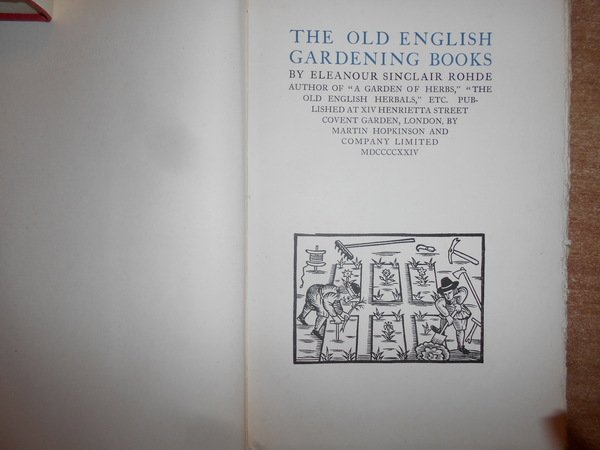 THE OLD ENGLISH
GARDENING BOOKS
BY ELEANOUR SINCLAIR ROHDE
AUTHOR OF "A GARDEN OF HERBS," "THE
OLD ENGLISH HERBALS," ETC. PUB-
LISHED AT XIV HENRIETTA STREET
COVENT GARDEN, LONDON, BY
MARTIN HOPKINSON AND
COMPANY LIMITED
MDCCCCXXIV